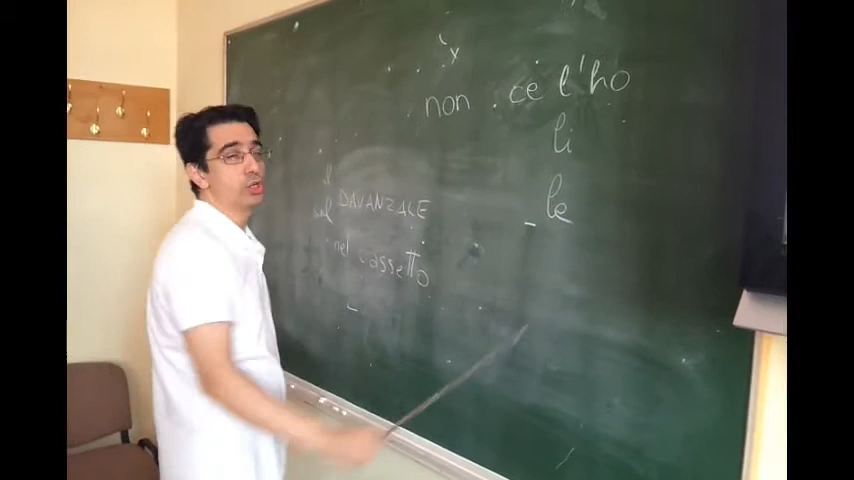 x
non ce l'ho
li
le
il
sul DAVANZALE
nel cassetto